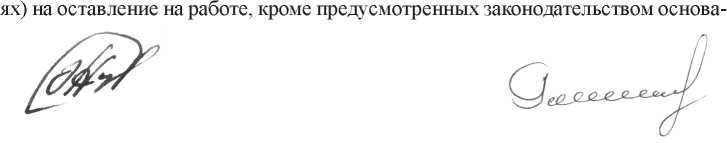 ях) на оставление на работе, кроме предусмотренных законодательством основа-